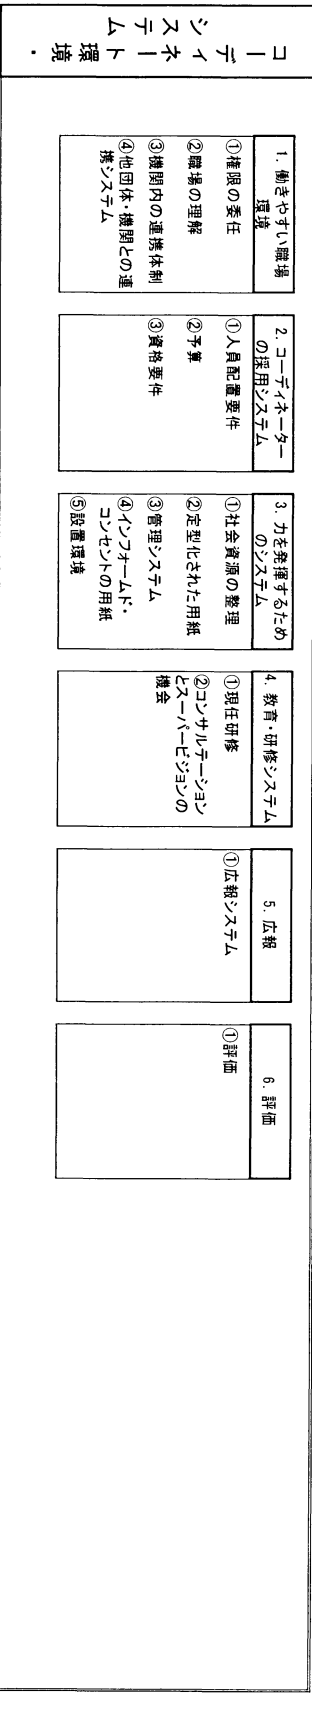 コーディネート環境・
システム
1. 働きやすい職場
環境
①権限の委任
②職場の理解
③機関内の連携体制
④他団体・機関との連
携システム
2. コーディネーター
の採用システム
①人員配置要件
②予算
③資格要件
3. 力を発揮するため
のシステム
①社会資源の整理
②定型化された用紙
③管理システム
④インフォームド・
コンセントの用紙
⑤設置環境
4. 教育・研修システム
①現任研修
②コンサルテーション
とスーパービジョンの
機会
5. 広報
①広報システム
6. 評価
①評価